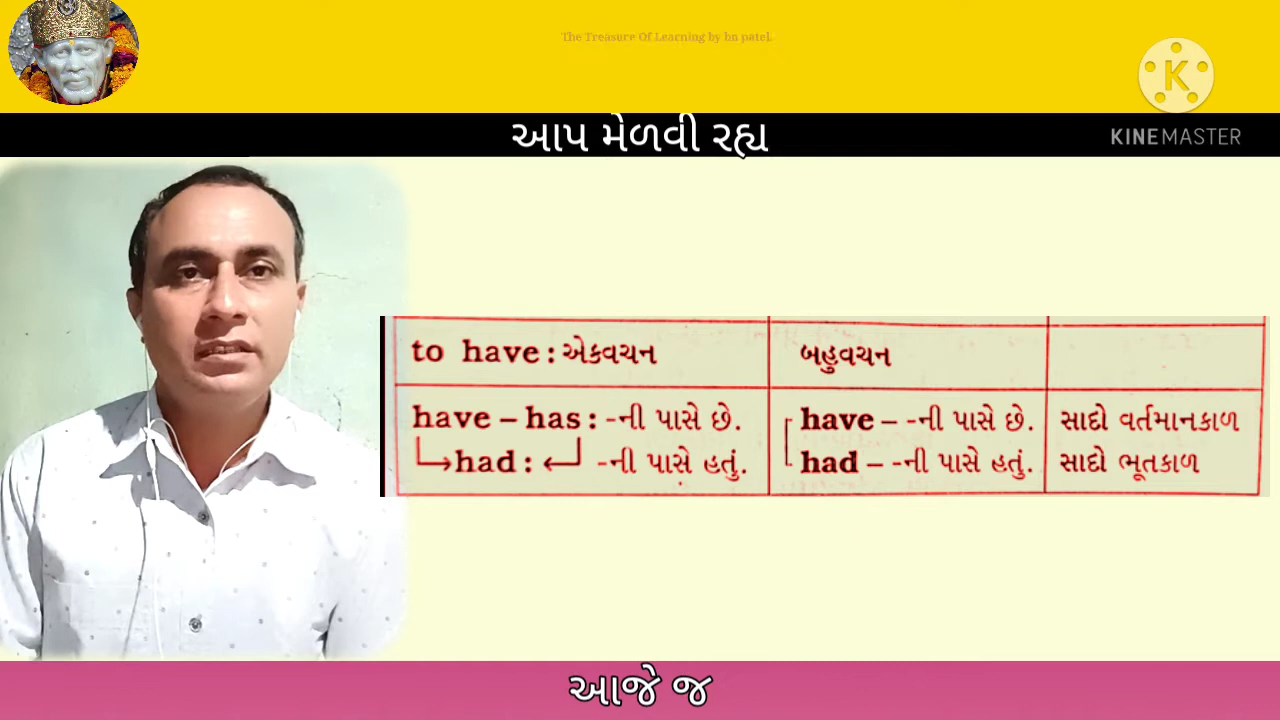 The Treasure Of Learning by bn patel.
K
KINEMASTER
આપ મેળવી રહ્ય
to have : એકવચન બહુવચન
have – has : -ની પાસે છે. have – -ની પાસે છે. સાદો વર્તમાનકાળ
had : -ની પાસે હતું. had – -ની પાસે હતું. સાદો ભૂતકાળ
આજે જ